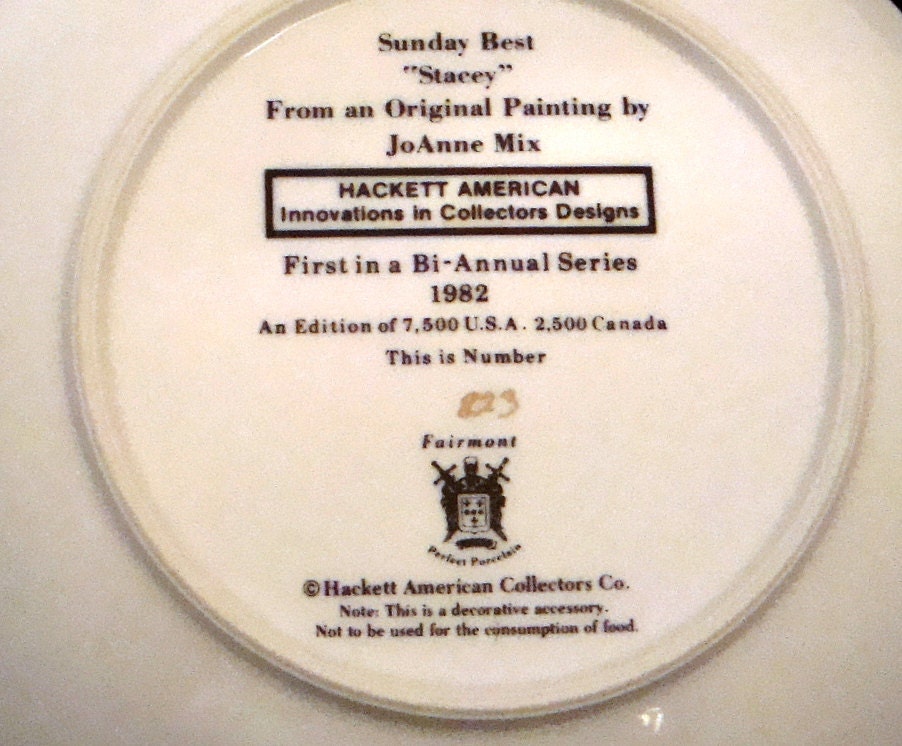 Sunday Best
"Stacey"
From an Original Painting by
JoAnne Mix
HACKETT AMERICAN
Innovations in Collectors Designs
First in a Bi-Annual Series
1982
An Edition of 7,500 U.S.A. 2,500 Canada
This is Number
823
Fairmont
Perfect Porcelain
©Hackett American Collectors Co.
Note: This is a decorative accessory.
Not to be used for the consumption of food.